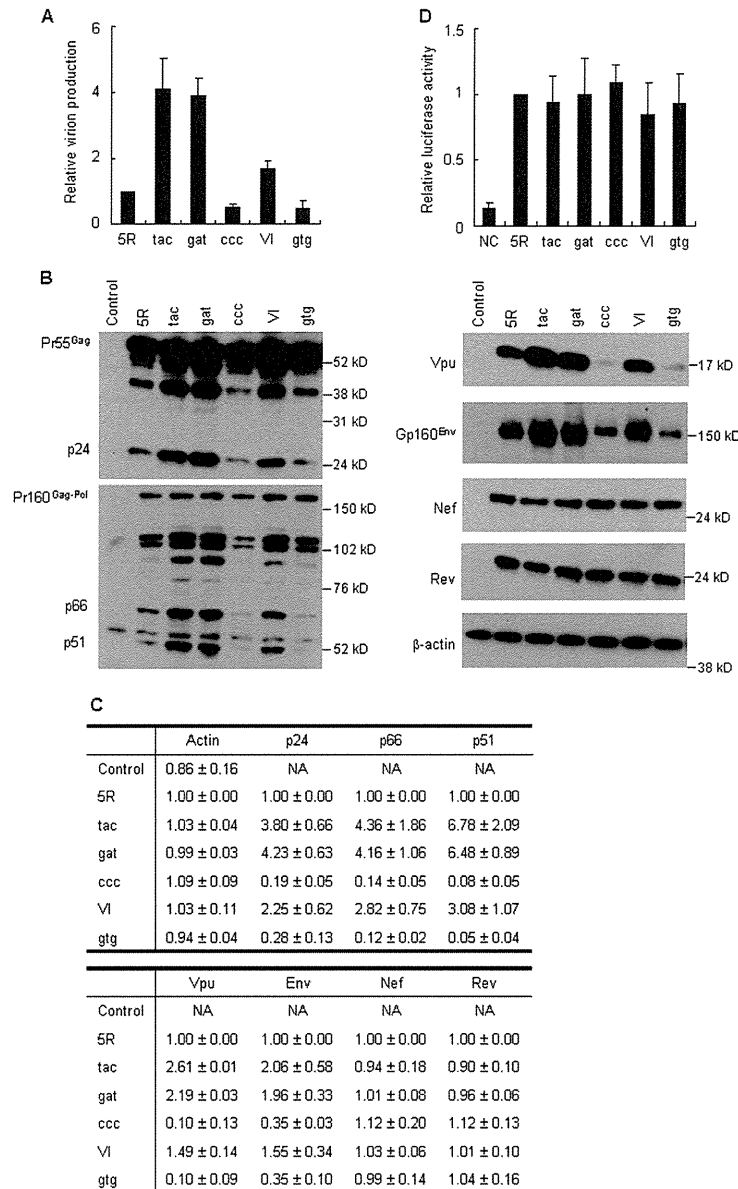 A
Relative virion production
6
4
2
0
5R tac gat ccc VI gtg
D
Relative luciferase activity
1.5
1
0.5
0
NC 5R tac gat ccc VI gtg
B
Control 5R tac gat ccc VI gtg
Pr55Gag
p24
52 kD
38 kD
31 kD
24 kD
Pr160Gag-Pol
p66
p51
150 kD
102 kD
76 kD
52 kD
Control 5R tac gat ccc VI gtg
Vpu
17 kD
Gp160Env
150 kD
Nef
24 kD
Rev
24 kD
β-actin
38 kD
C
Actin p24 p66 p51
Control 0.86 ± 0.16 NA NA NA
5R 1.00 ± 0.00 1.00 ± 0.00 1.00 ± 0.00 1.00 ± 0.00
tac 1.03 ± 0.04 3.80 ± 0.66 4.36 ± 1.86 6.78 ± 2.09
gat 0.99 ± 0.03 4.23 ± 0.63 4.16 ± 1.06 6.48 ± 0.89
ccc 1.09 ± 0.09 0.19 ± 0.05 0.14 ± 0.05 0.08 ± 0.05
VI 1.03 ± 0.11 2.25 ± 0.62 2.82 ± 0.75 3.08 ± 1.07
gtg 0.94 ± 0.04 0.28 ± 0.13 0.12 ± 0.02 0.05 ± 0.04
Vpu Env Nef Rev
Control NA NA NA NA
5R 1.00 ± 0.00 1.00 ± 0.00 1.00 ± 0.00 1.00 ± 0.00
tac 2.61 ± 0.01 2.06 ± 0.58 0.94 ± 0.18 0.90 ± 0.10
gat 2.19 ± 0.03 1.96 ± 0.33 1.01 ± 0.08 0.96 ± 0.06
ccc 0.10 ± 0.13 0.35 ± 0.03 1.12 ± 0.20 1.12 ± 0.13
VI 1.49 ± 0.14 1.55 ± 0.34 1.03 ± 0.06 1.01 ± 0.10
gtg 0.10 ± 0.09 0.35 ± 0.10 0.99 ± 0.14 1.04 ± 0.16